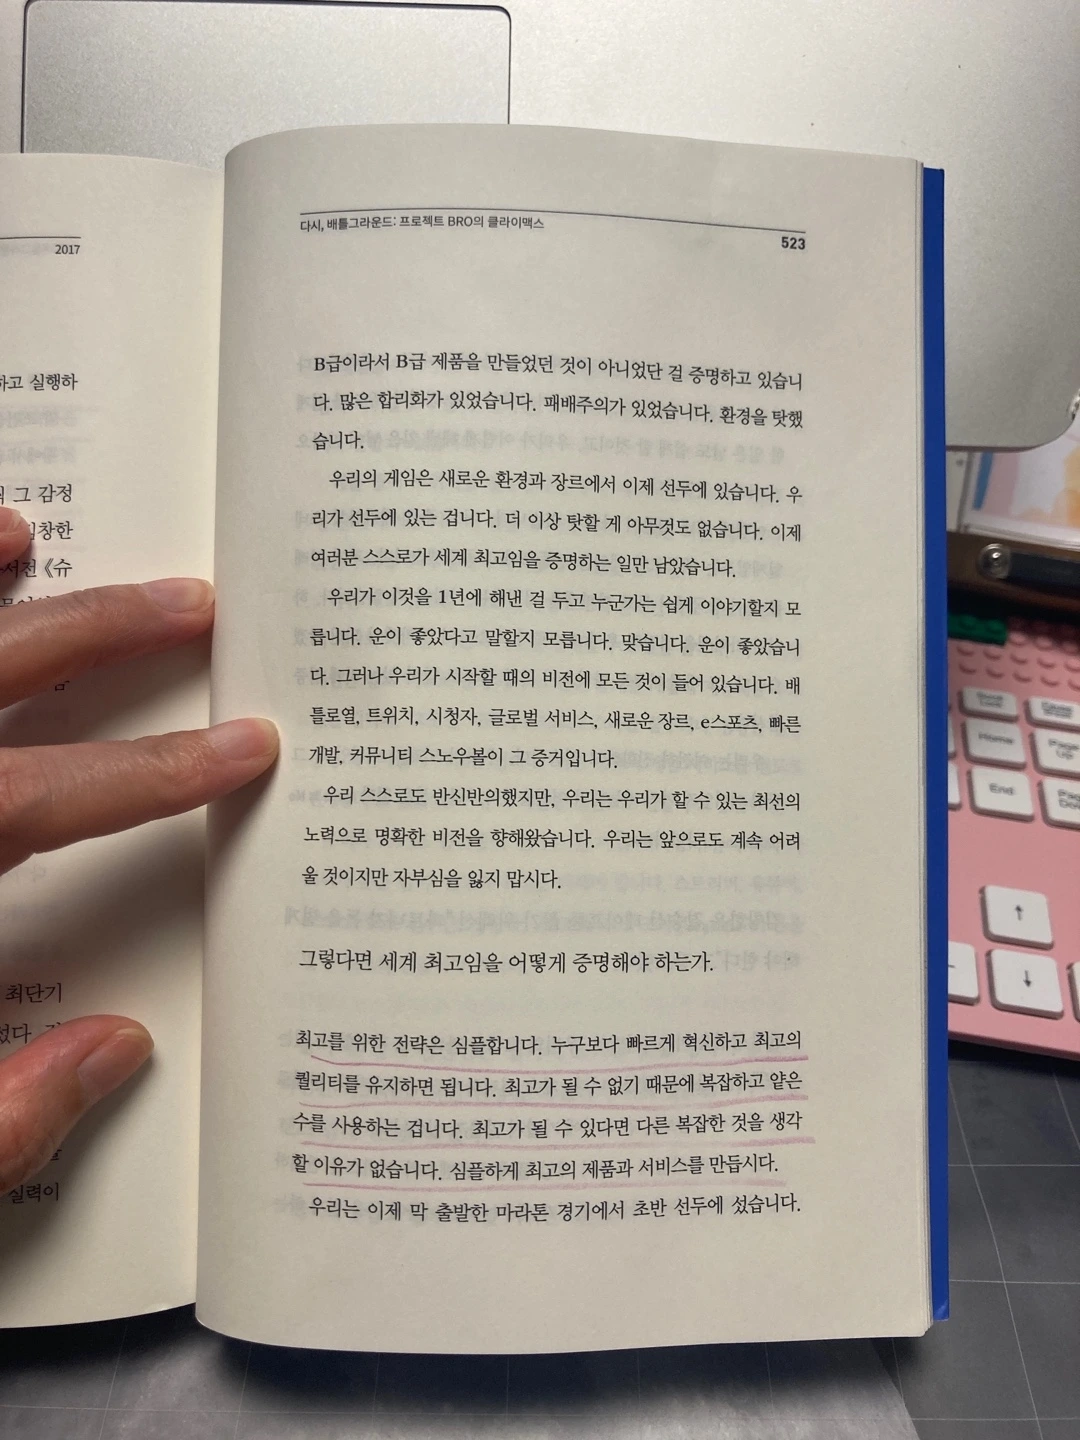 2017
하고 실행하
그 감정
김창한
서전 《슈
최단기
실력이
다시, 배틀그라운드: 프로젝트 BRO의 클라이맥스
523
B급이라서 B급 제품을 만들었던 것이 아니었단 걸 증명하고 있습니
다. 많은 합리화가 있었습니다. 패배주의가 있었습니다. 환경을 탓했
습니다.
우리의 게임은 새로운 환경과 장르에서 이제 선두에 있습니다. 우
리가 선두에 있는 겁니다. 더 이상 탓할 게 아무것도 없습니다. 이제
여러분 스스로가 세계 최고임을 증명하는 일만 남았습니다.
우리가 이것을 1년에 해낸 걸 두고 누군가는 쉽게 이야기할지 모
릅니다. 운이 좋았다고 말할지 모릅니다. 맞습니다. 운이 좋았습니
다. 그러나 우리가 시작할 때의 비전에 모든 것이 들어 있습니다. 배
틀로열, 트위치, 시청자, 글로벌 서비스, 새로운 장르, e스포츠, 빠른
개발, 커뮤니티 스노우볼이 그 증거입니다.
우리 스스로도 반신반의했지만, 우리는 우리가 할 수 있는 최선의
노력으로 명확한 비전을 향해왔습니다. 우리는 앞으로도 계속 어려
울 것이지만 자부심을 잃지 맙시다.
그렇다면 세계 최고임을 어떻게 증명해야 하는가.
최고를 위한 전략은 심플합니다. 누구보다 빠르게 혁신하고 최고의
퀄리티를 유지하면 됩니다. 최고가 될 수 없기 때문에 복잡하고 얕은
수를 사용하는 겁니다. 최고가 될 수 있다면 다른 복잡한 것을 생각
할 이유가 없습니다. 심플하게 최고의 제품과 서비스를 만듭시다.
우리는 이제 막 출발한 마라톤 경기에서 초반 선두에 섰습니다.
Home
Page Up
End
↑
↓